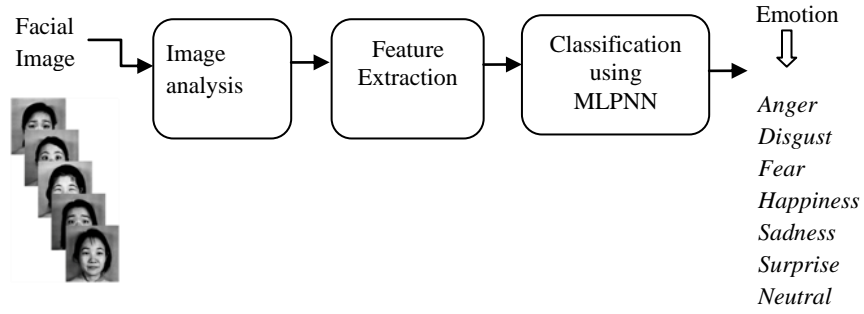 Facial
Image
Image
analysis
Feature
Extraction
Classification
using
MLPNN
Emotion
Anger
Disgust
Fear
Happiness
Sadness
Surprise
Neutral